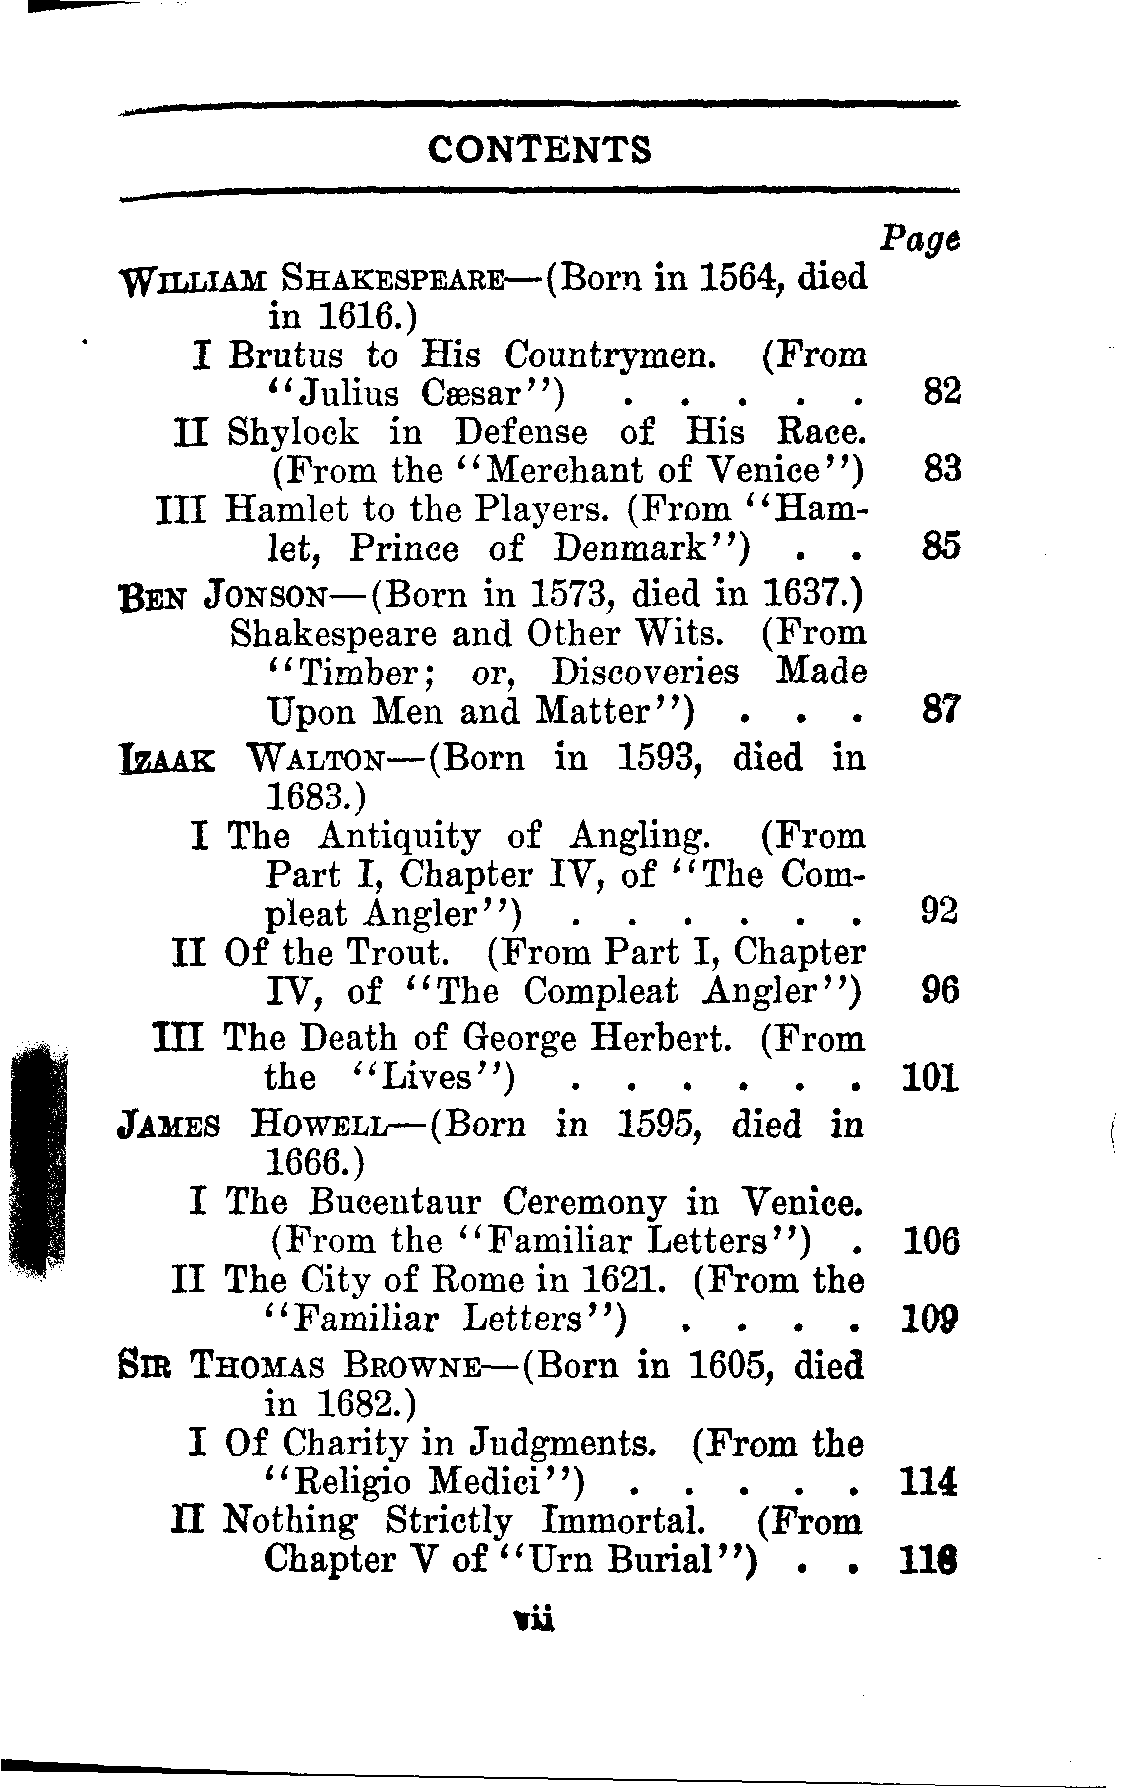 CONTENTS
Page
WILLIAM SHAKESPEARE—(Born in 1564, died
in 1616.)
I Brutus to His Countrymen. (From
"Julius Cæsar") . . . . . 82
II Shylock in Defense of His Race.
(From the "Merchant of Venice") 83
III Hamlet to the Players. (From "Ham-
let, Prince of Denmark") . . 85
BEN JONSON—(Born in 1573, died in 1637.)
Shakespeare and Other Wits. (From
"Timber; or, Discoveries Made
Upon Men and Matter") . . . 87
IZAAK WALTON—(Born in 1593, died in
1683.)
I The Antiquity of Angling. (From
Part I, Chapter IV, of "The Com-
pleat Angler") . . . . . . 92
II Of the Trout. (From Part I, Chapter
IV, of "The Compleat Angler") 96
III The Death of George Herbert. (From
the "Lives") . . . . . . 101
JAMES HOWELL—(Born in 1595, died in
1666.)
I The Bucentaur Ceremony in Venice.
(From the "Familiar Letters") . 106
II The City of Rome in 1621. (From the
"Familiar Letters") . . . . 109
SIR THOMAS BROWNE—(Born in 1605, died
in 1682.)
I Of Charity in Judgments. (From the
"Religio Medici") . . . . . 114
II Nothing Strictly Immortal. (From
Chapter V of "Urn Burial") . .
vii